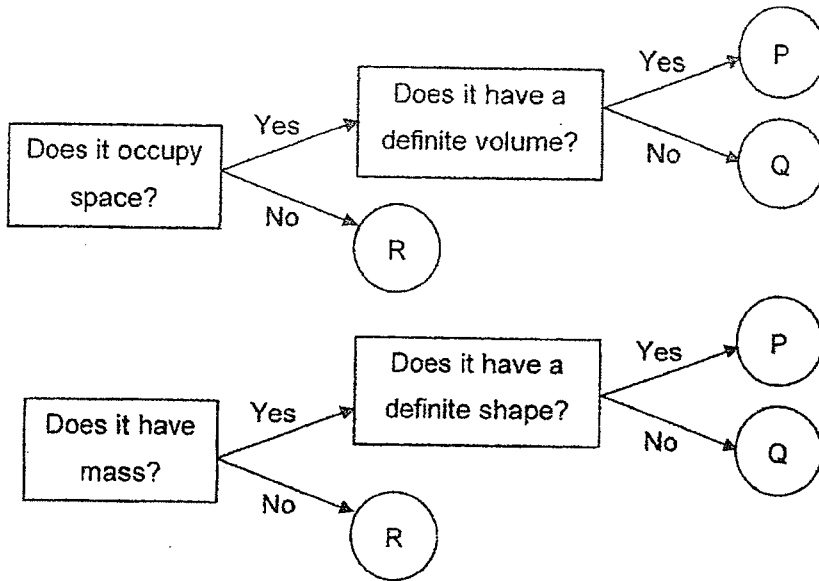 Does it occupy
space?
Yes
No
R
Does it have a
definite volume?
Yes
No
P
Q
Does it have
mass?
Yes
No
R
Does it have a
definite shape?
Yes
No
P
Q